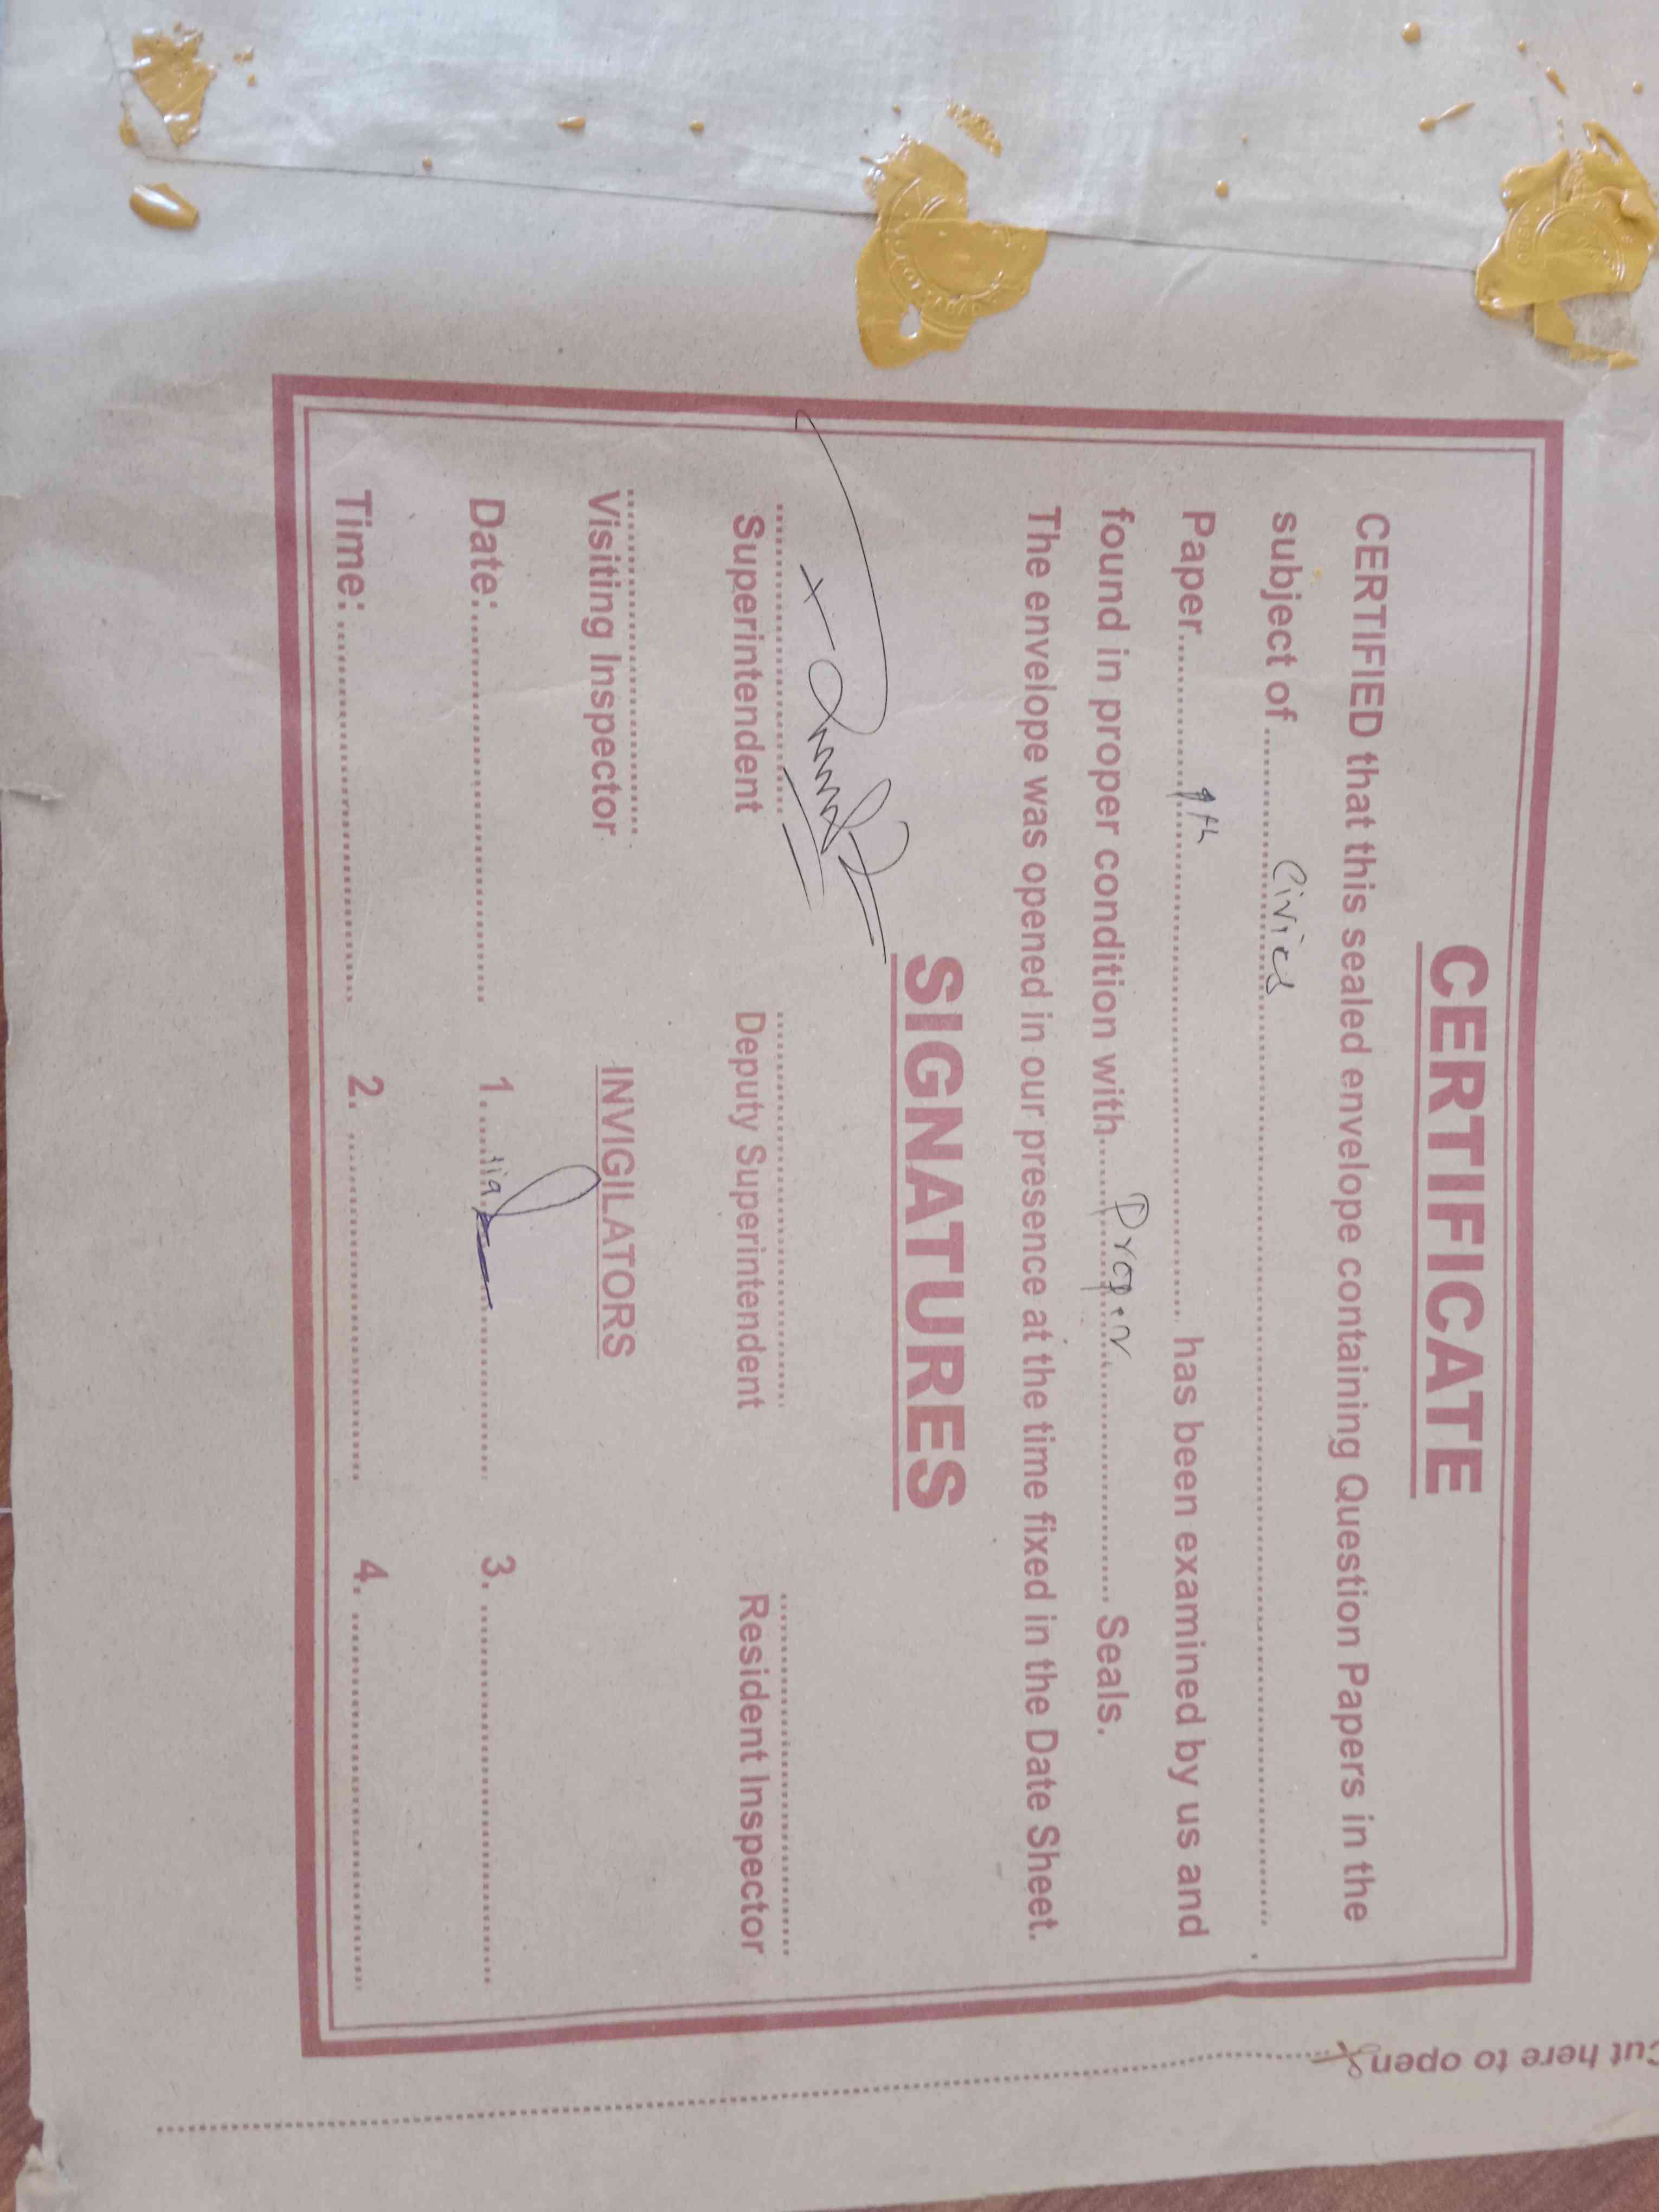 CERTIFICATE
CERTIFIED that this sealed envelope containing Question Papers in the
subject of.......... Civics ..........
Paper.......... 9th .......... has been examined by us and
found in proper condition with.......... Proper .......... Seals.
The envelope was opened in our presence at the time fixed in the Date Sheet.
SIGNATURES
Superintendent Deputy Superintendent Resident Inspector
Visiting Inspector INVIGILATORS
Date:.......... 1. .......... 3. ..........
Time:.......... 2. .......... 4. ..........
Cut here to open